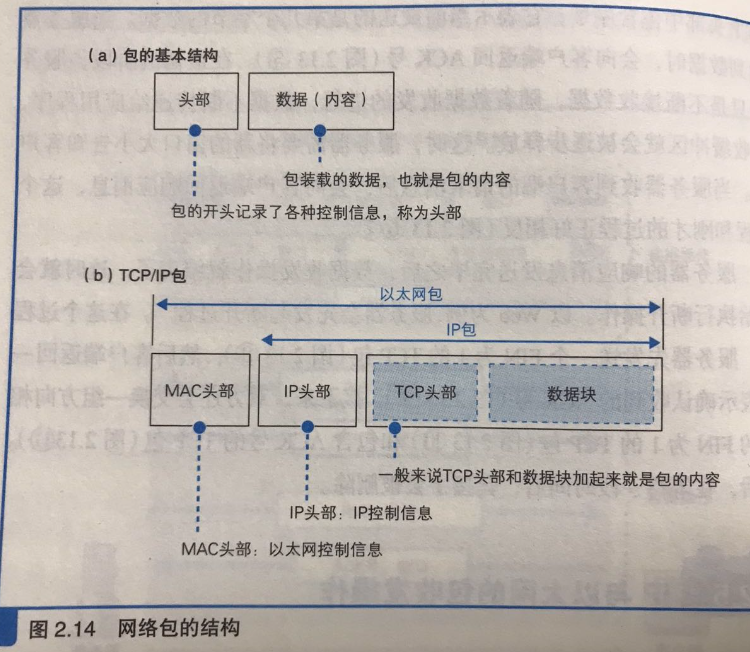 （a）包的基本结构
头部
数据（内容）
包装载的数据，也就是包的内容
包的开头记录了各种控制信息，称为头部
（b）TCP/IP包
以太网包
IP包
MAC头部
IP头部
TCP头部
数据块
一般来说TCP头部和数据块加起来就是包的内容
IP头部：IP控制信息
MAC头部：以太网控制信息
图 2.14 网络包的结构